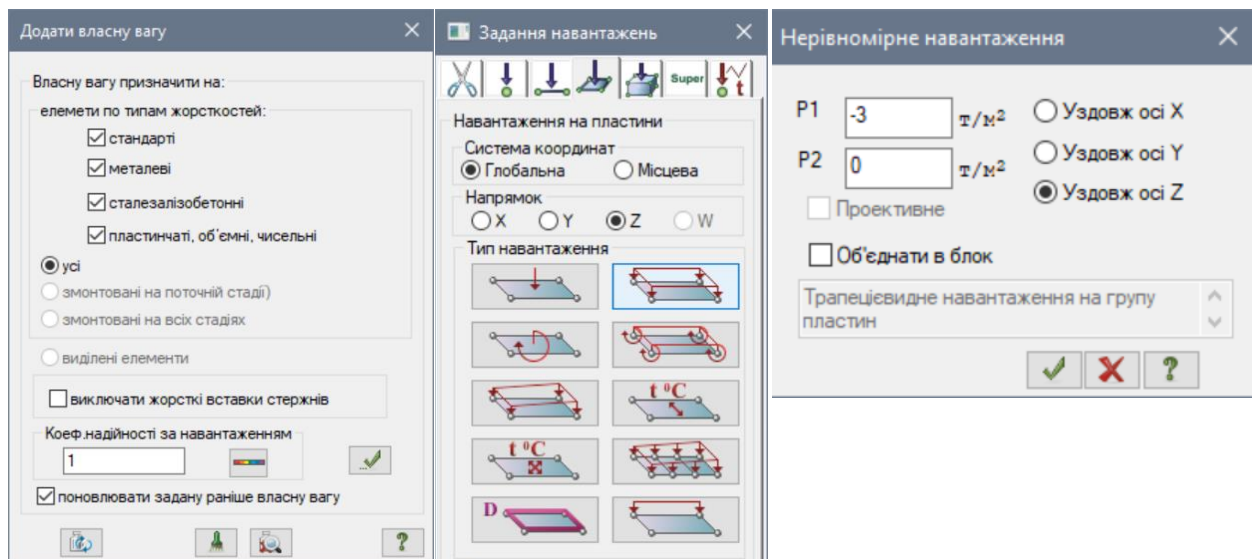 Додати власну вагу
Власну вагу призначити на:
елемети по типам жорсткостей:
стандарті
металеві
сталезалізобетонні
пластинчаті, об'ємні, чисельні
усі
змонтовані на поточній стадії)
змонтовані на всіх стадіях
виділені елементи
виключати жорсткі вставки стержнів
Коеф.надійності за навантаженням
1
поновлювати задану раніше власну вагу
?
Задання навантажень
Super
t
Навантаження на пластини
Система координат
Глобальна Місцева
Напрямок
X Y Z W
Тип навантаження
t ⁰C
t ⁰C
D
Нерівномірне навантаження
P1 -3 т/м² Уздовж осі X
P2 0 т/м² Уздовж осі Y
Уздовж осі Z
Проективне
Об'єднати в блок
Трапецієвидне навантаження на групу
пластин
?